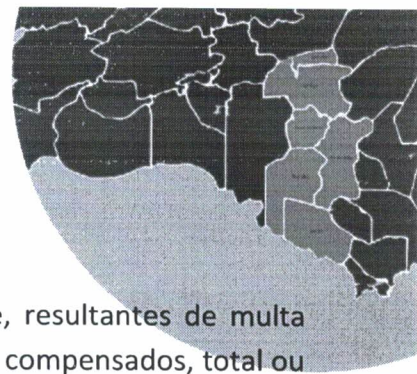 e, resultantes de multa
compensados, total ou